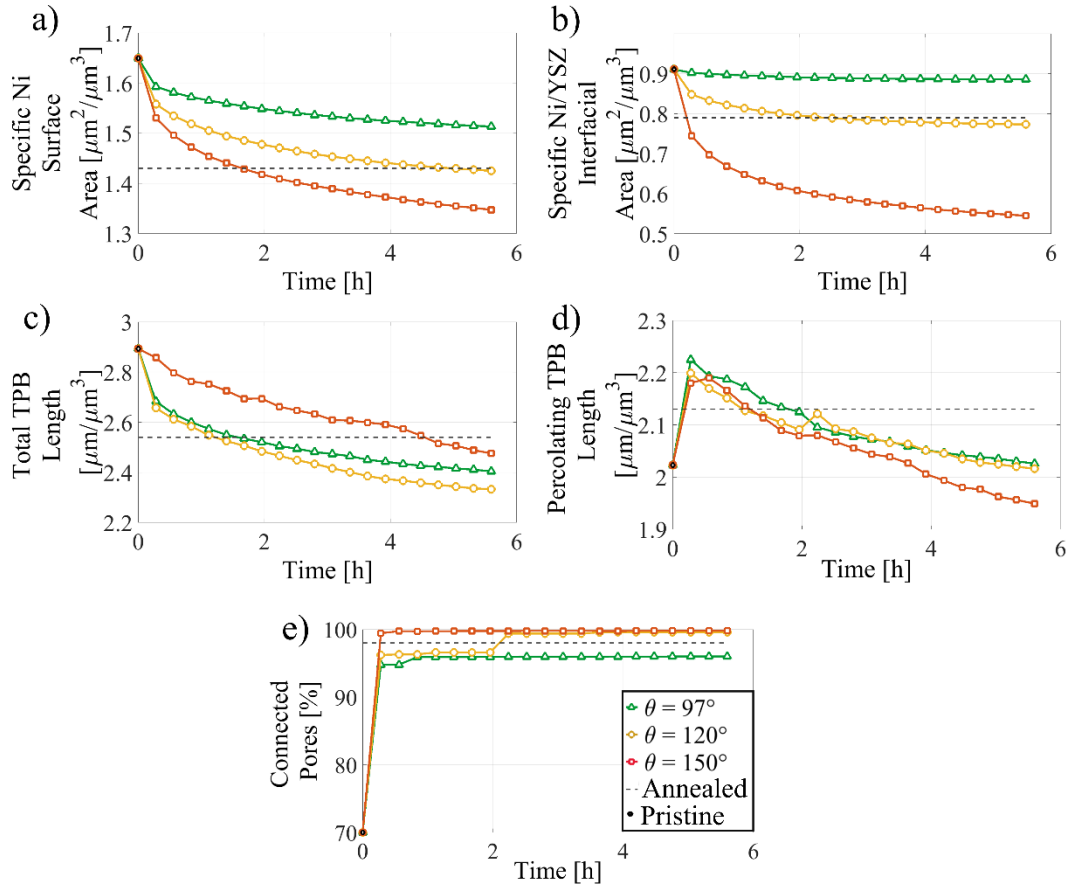 a)
Specific Ni
Surface
Area [μm²/μm³]
1.7
1.6
1.5
1.4
1.3
0
2
4
6
Time [h]
b)
Specific Ni/YSZ
Interfacial
Area [μm²/μm³]
0.9
0.8
0.7
0.6
0.5
0
2
4
6
Time [h]
c)
Total TPB
Length
[μm/μm³]
3
2.8
2.6
2.4
2.2
0
2
4
6
Time [h]
d)
Percolating TPB
Length
[μm/μm³]
2.3
2.2
2.1
2
1.9
0
2
4
6
Time [h]
e)
Connected
Pores [%]
100
90
80
70
0
2
4
6
Time [h]
θ = 97°
θ = 120°
θ = 150°
Annealed
Pristine